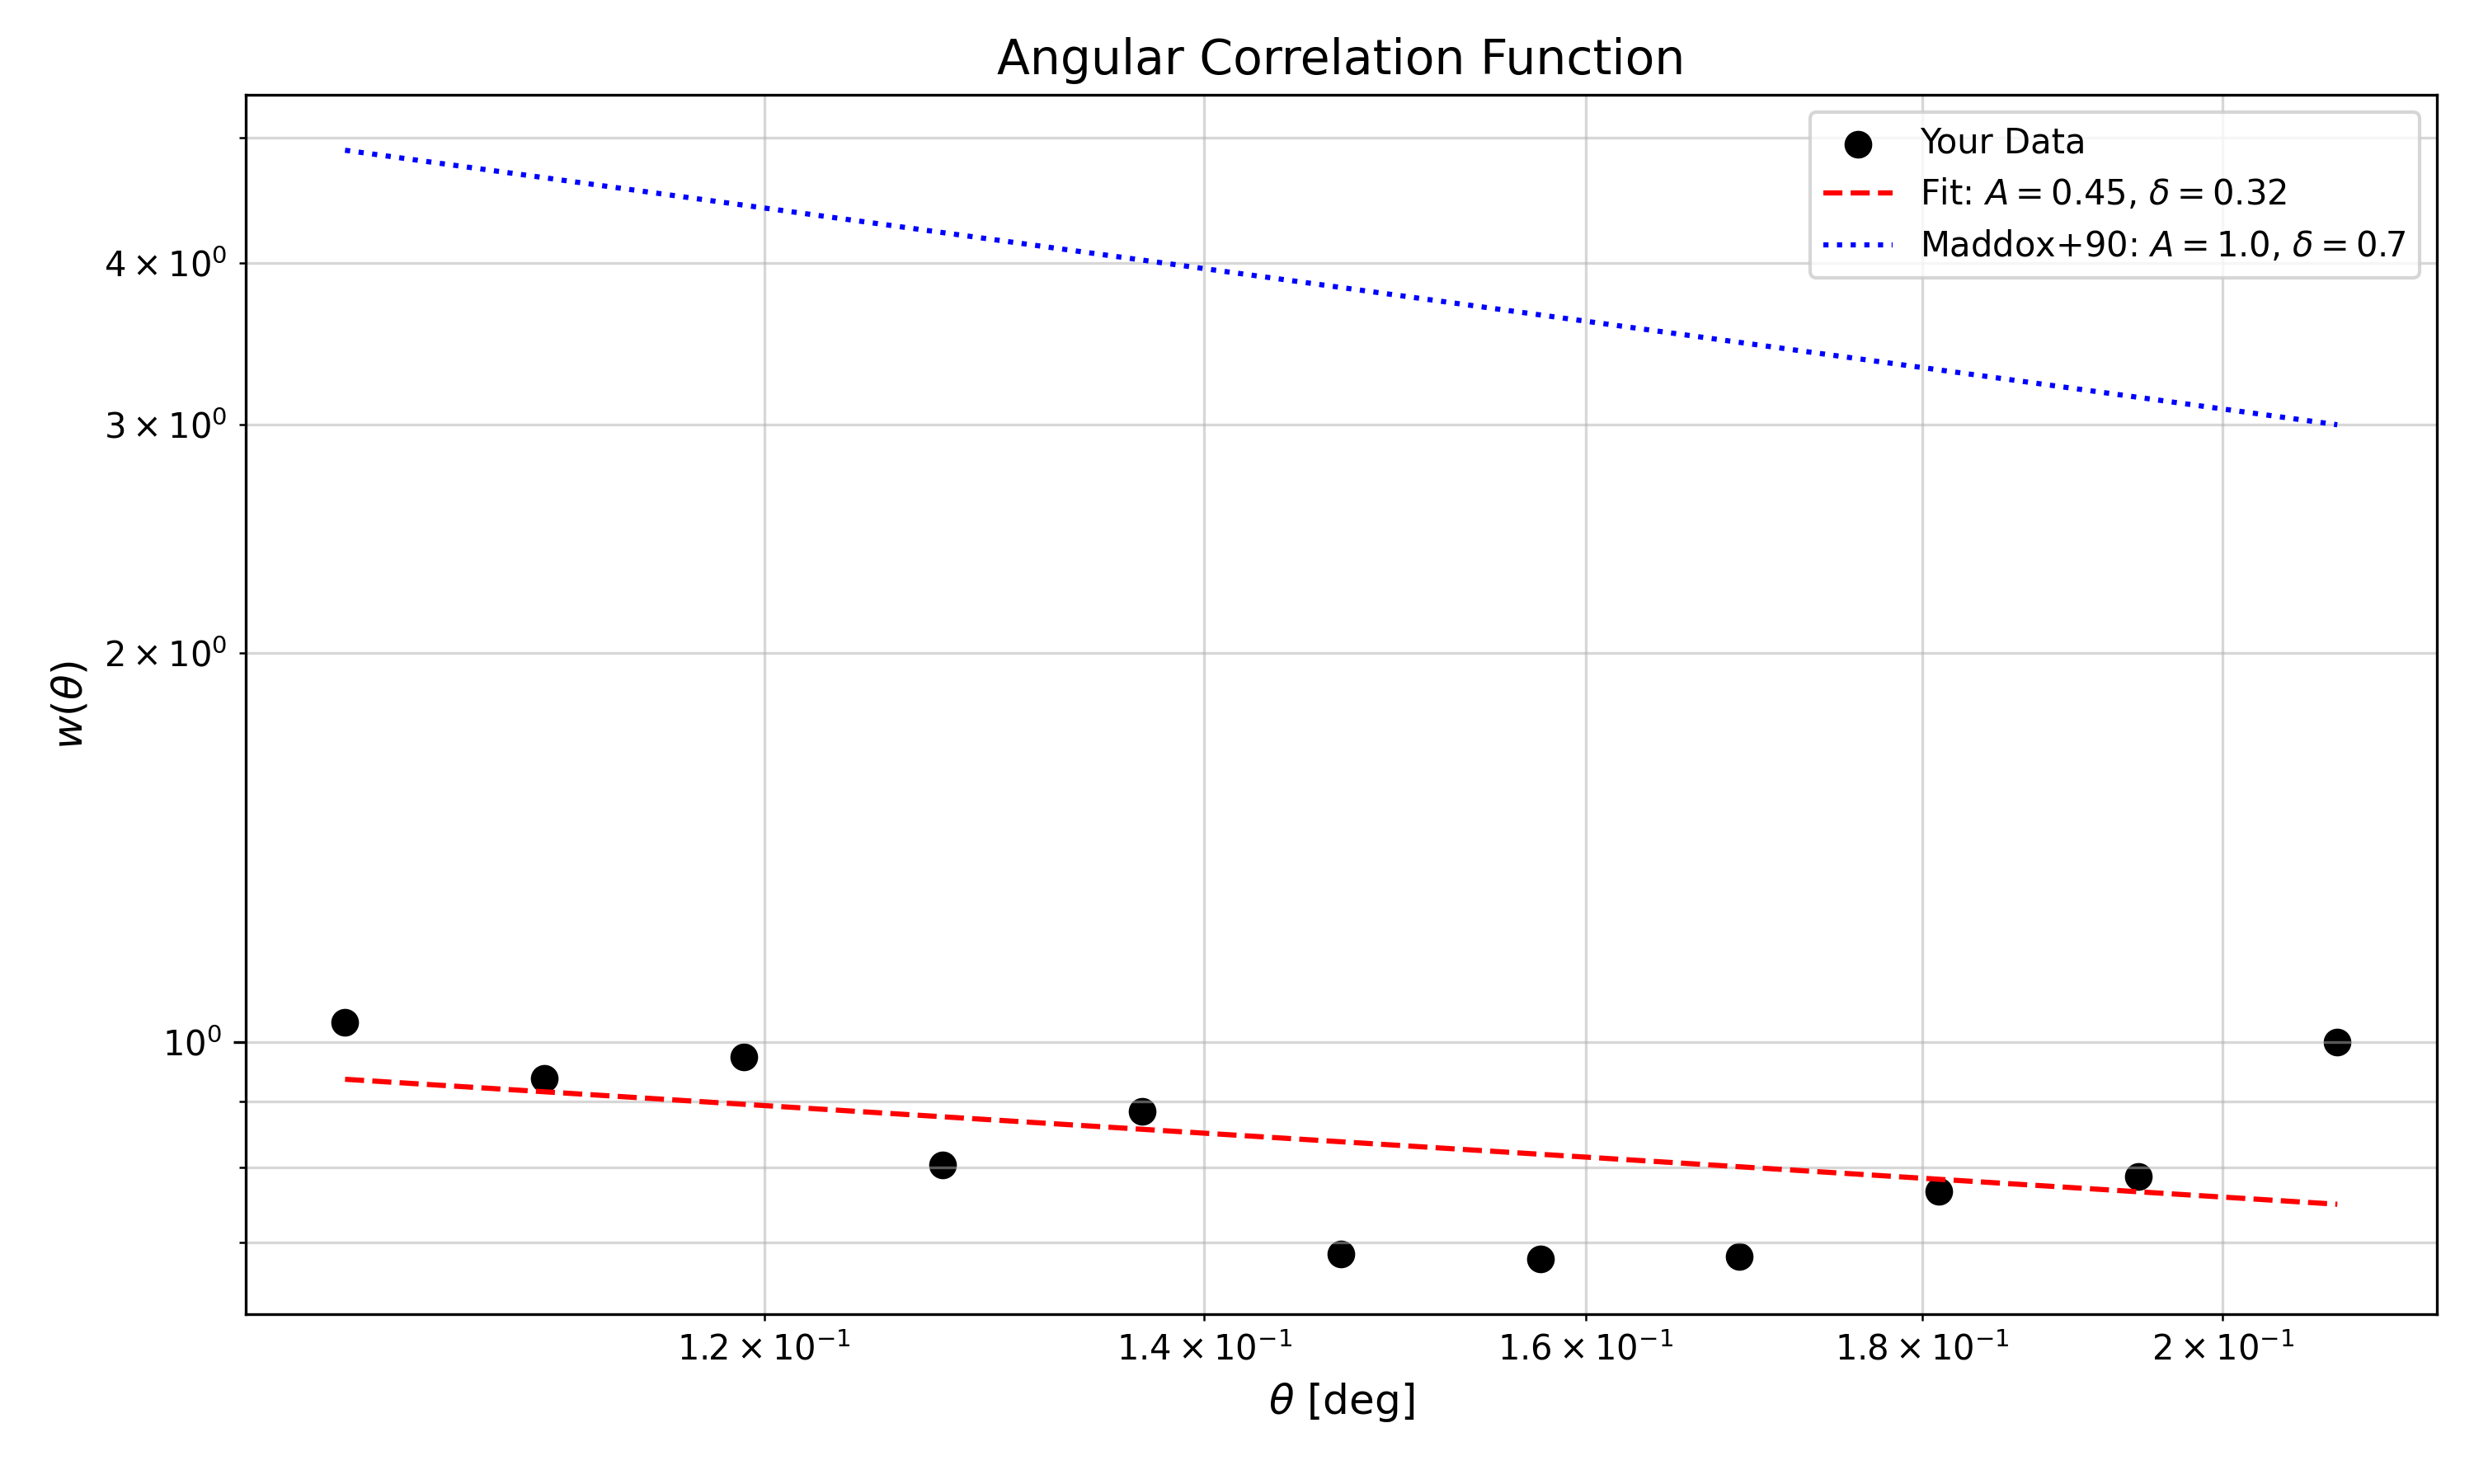 Angular Correlation Function
Your Data
Fit: A = 0.45, δ = 0.32
Maddox+90: A = 1.0, δ = 0.7
w(θ)
4 × 10⁰
3 × 10⁰
2 × 10⁰
10⁰
1.2 × 10⁻¹
1.4 × 10⁻¹
1.6 × 10⁻¹
1.8 × 10⁻¹
2 × 10⁻¹
θ [deg]